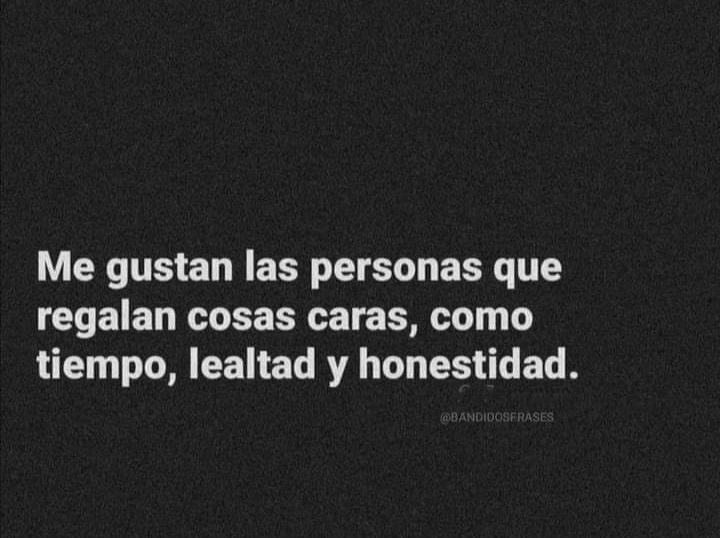 Me gustan las personas que
regalan cosas caras, como
tiempo, lealtad y honestidad.
@BANDIDOSFRASES